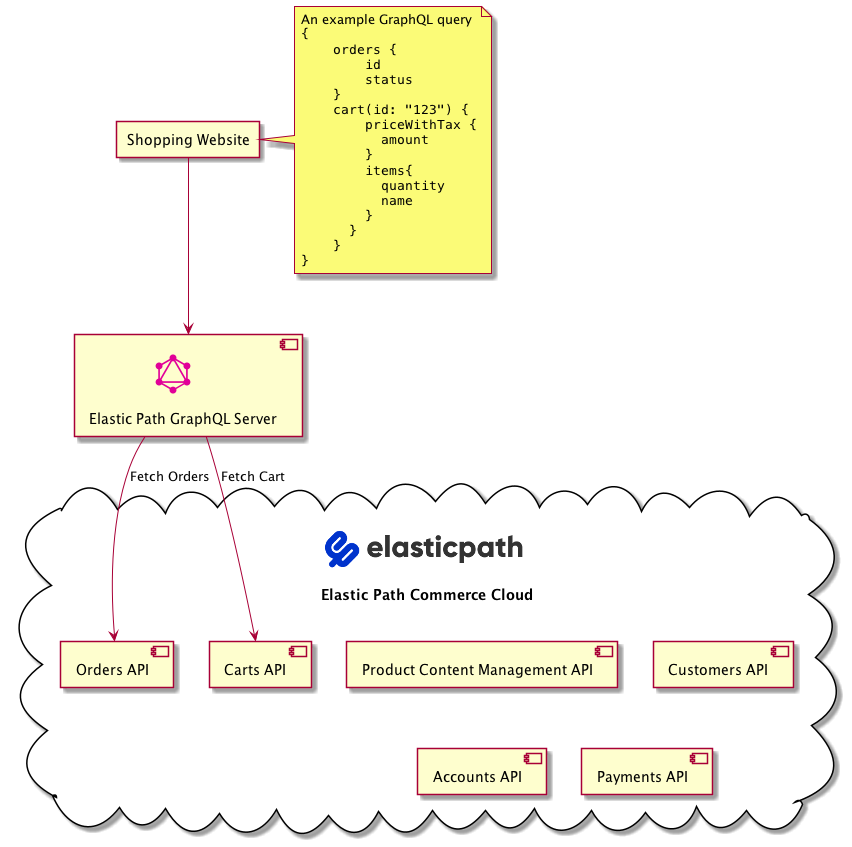 An example GraphQL query
{
    orders {
        id
        status
    }
    cart(id: "123") {
        priceWithTax {
          amount
        }
        items{
          quantity
          name
        }
      }
    }
}
Shopping Website
Elastic Path GraphQL Server
Fetch Orders
Fetch Cart
elasticpath
Elastic Path Commerce Cloud
Orders API
Carts API
Product Content Management API
Customers API
Accounts API
Payments API